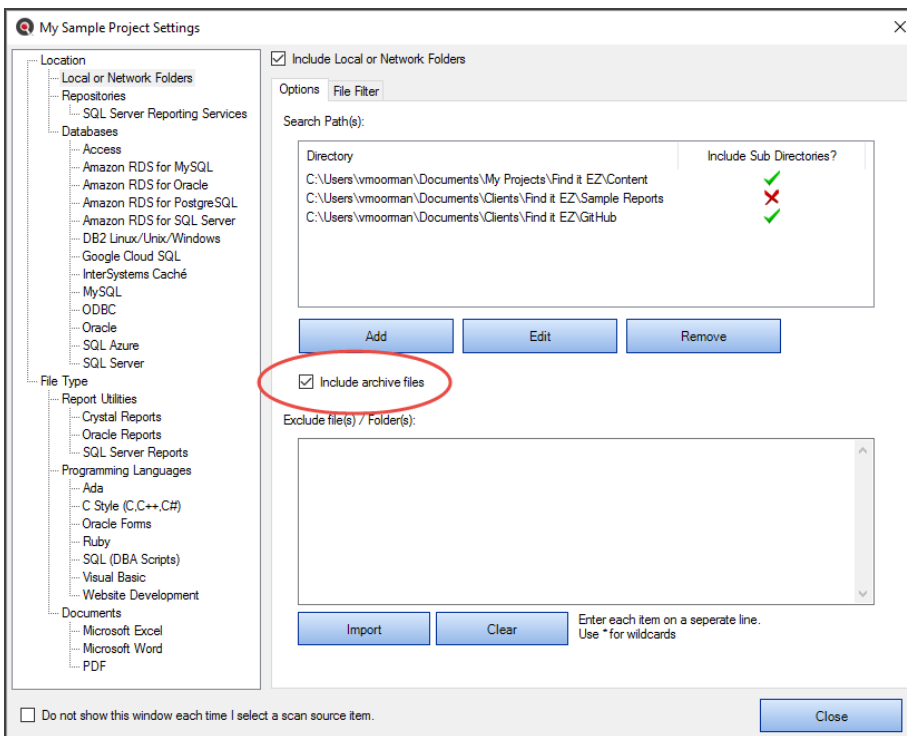 My Sample Project Settings
Location
Local or Network Folders
Repositories
SQL Server Reporting Services
Databases
Access
Amazon RDS for MySQL
Amazon RDS for Oracle
Amazon RDS for PostgreSQL
Amazon RDS for SQL Server
DB2 Linux/Unix/Windows
Google Cloud SQL
InterSystems Caché
MySQL
ODBC
Oracle
SQL Azure
SQL Server
File Type
Report Utilities
Crystal Reports
Oracle Reports
SQL Server Reports
Programming Languages
Ada
C Style (C,C++,C#)
Oracle Forms
Ruby
SQL (DBA Scripts)
Visual Basic
Website Development
Documents
Microsoft Excel
Microsoft Word
PDF
Include Local or Network Folders
Options File Filter
Search Path(s):
Directory Include Sub Directories?
C:\Users\vmoorman\Documents\My Projects\Find it EZ\Content
C:\Users\vmoorman\Documents\Clients\Find it EZ\Sample Reports
C:\Users\vmoorman\Documents\Clients\Find it EZ\GitHub
Add Edit Remove
Include archive files
Exclude file(s) / Folder(s):
Import Clear
Enter each item on a seperate line.
Use * for wildcards
Do not show this window each time I select a scan source item.
Close